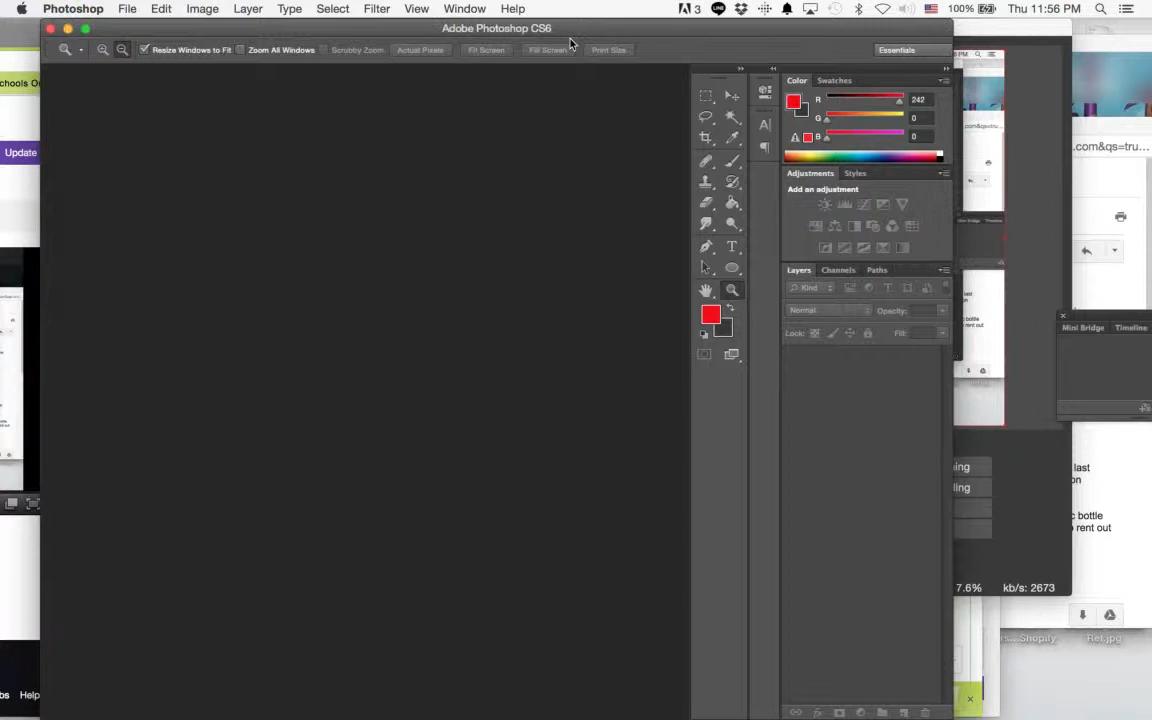 Photoshop File Edit Image Layer Type Select Filter View Window Help 3 100% Thu 11:56 PM
Adobe Photoshop CS6
Resize Windows to Fit Zoom All Windows Scrubby Zoom Actual Pixels Fit Screen Fill Screen Print Size Essentials
Color Swatches
R 242
G 0
B 0
Adjustments Styles
Add an adjustment
Layers Channels Paths
Kind
Normal Opacity:
Lock: Fill:
Update
Help
.com&qs=tru...
Mini Bridge Timeline
last
on
bottle
rent out
ing
ling
7.6% kb/s: 2673
Shopify Ret.jpg